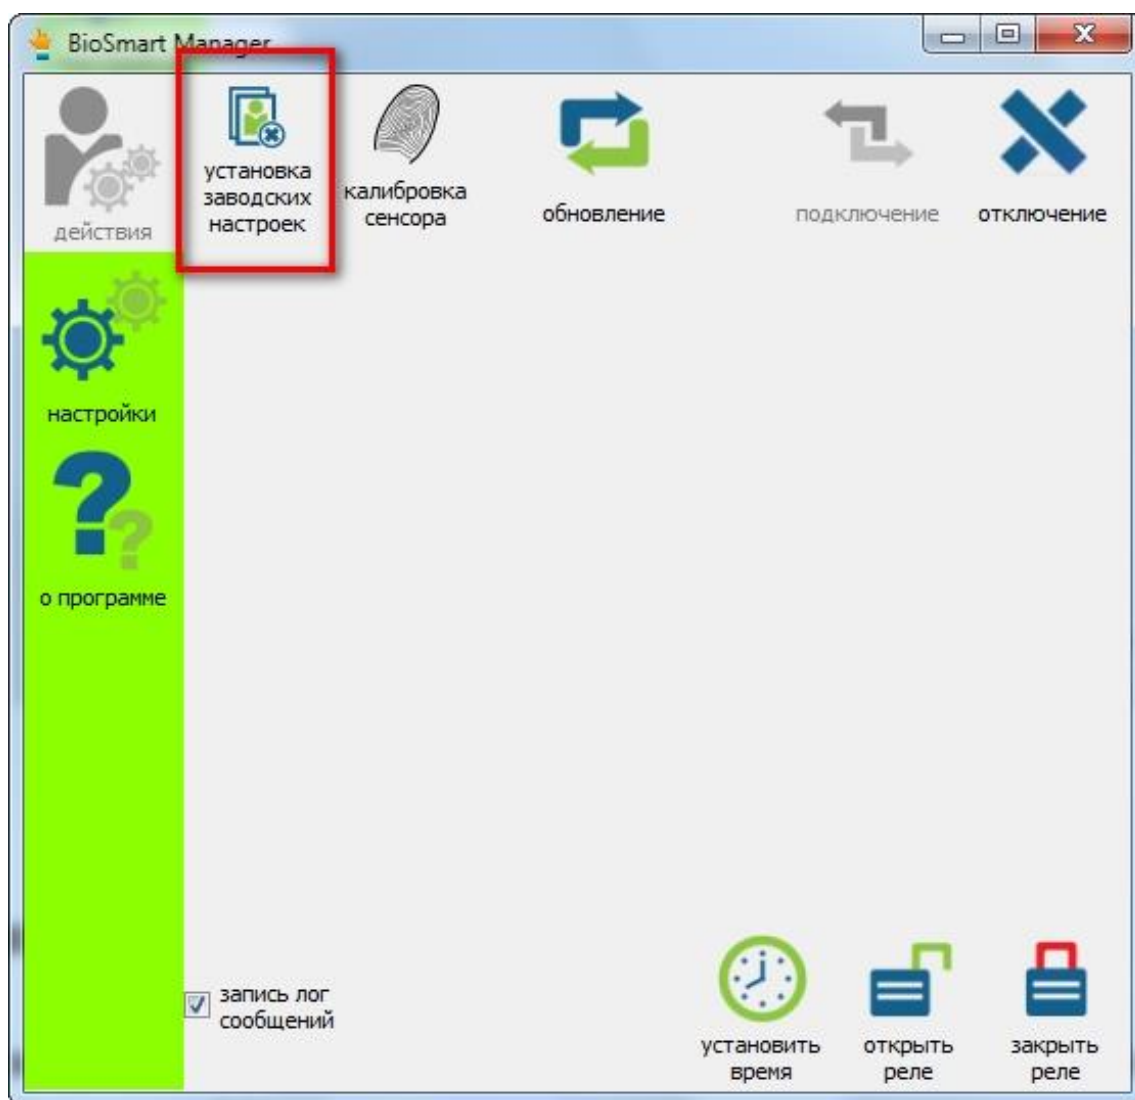 BioSmart Manager
действия
установка
заводских
настроек
калибровка
сенсора
обновление
подключение
отключение
настройки
о программе
запись лог
сообщений
установить
время
открыть
реле
закрыть
реле